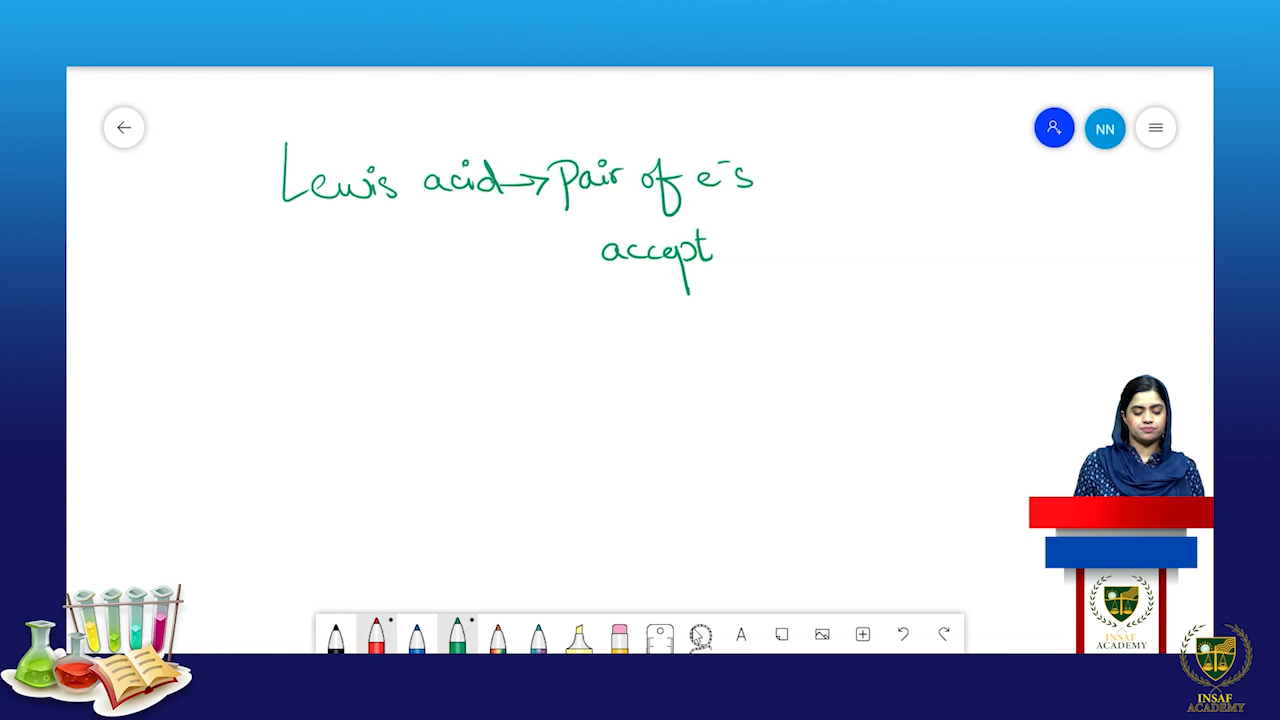 NN
Lewis acid → Pair of e⁻s
accept
A
INSAF
ACADEMY
INSAF
ACADEMY